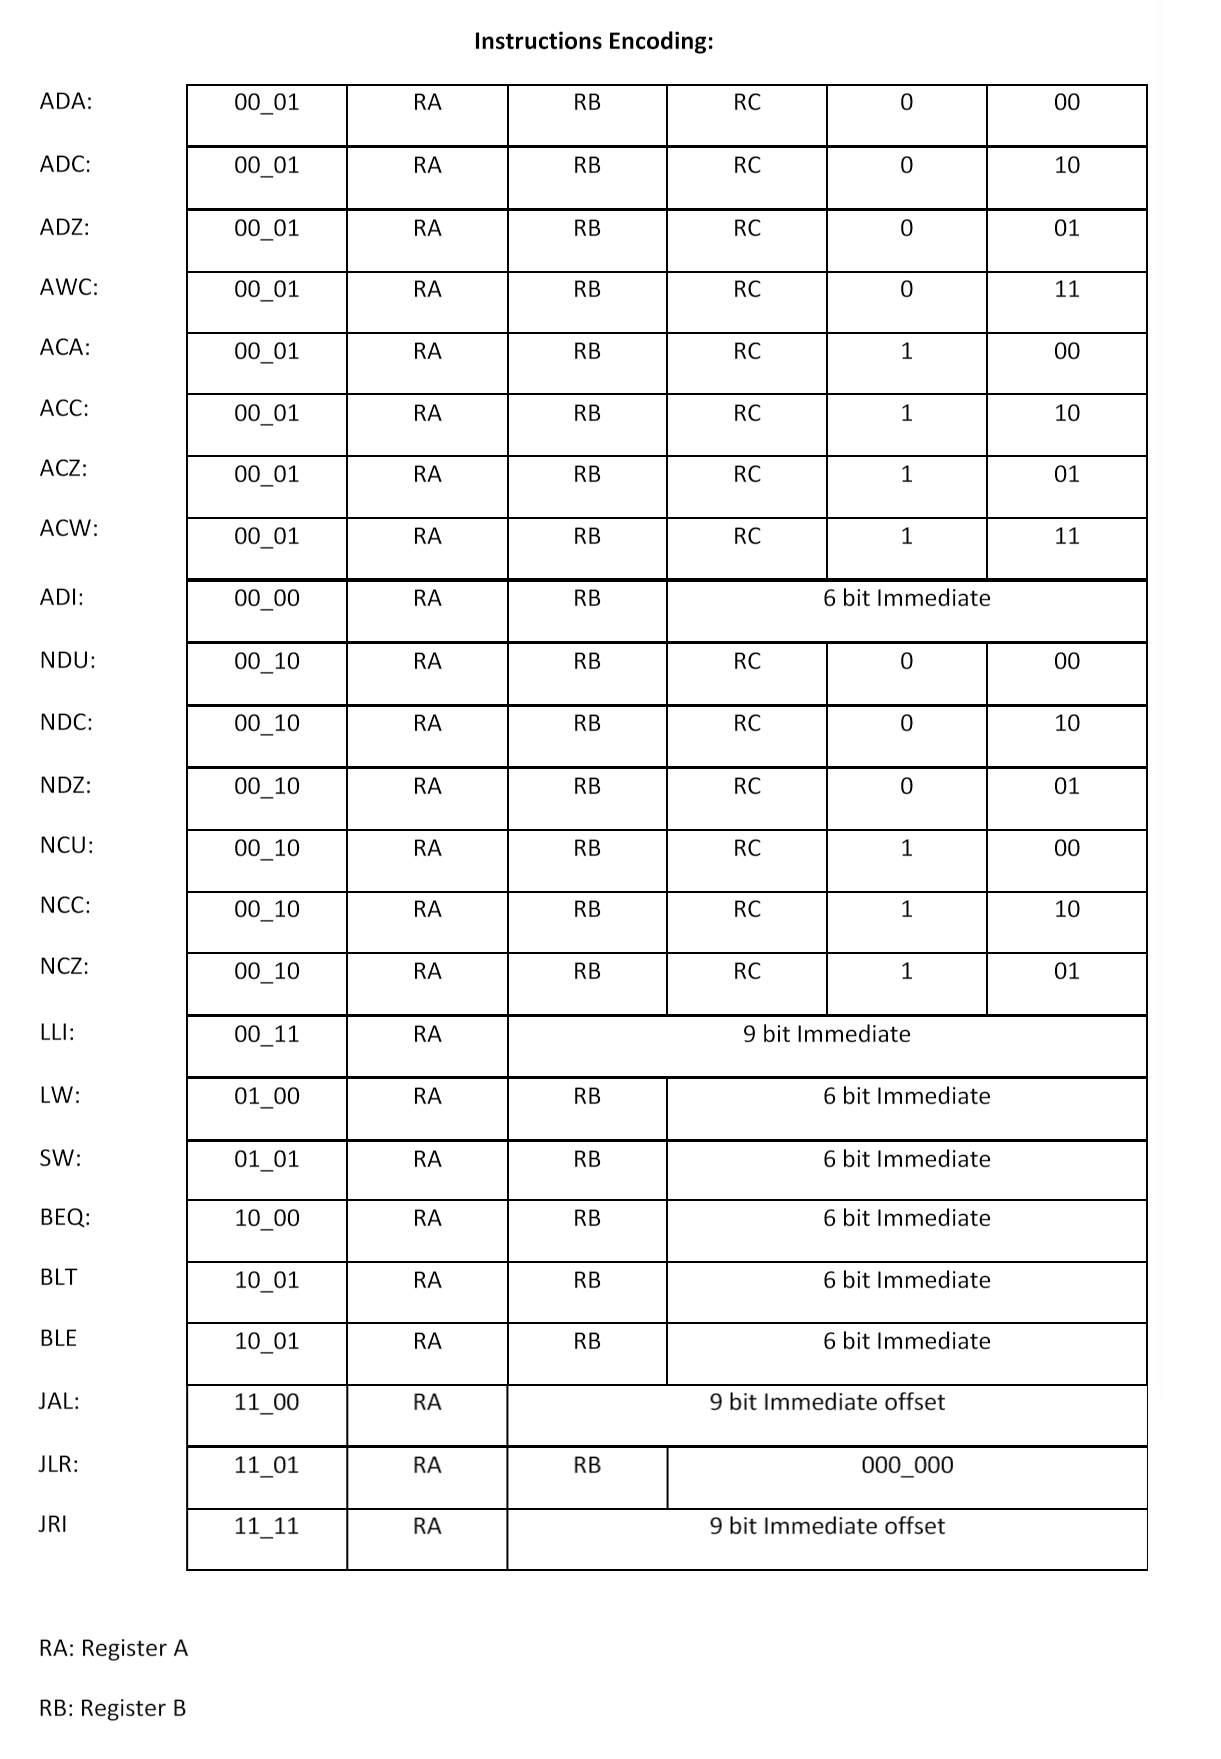 Instructions Encoding:
ADA: 00_01 RA RB RC 0 00
ADC: 00_01 RA RB RC 0 10
ADZ: 00_01 RA RB RC 0 01
AWC: 00_01 RA RB RC 0 11
ACA: 00_01 RA RB RC 1 00
ACC: 00_01 RA RB RC 1 10
ACZ: 00_01 RA RB RC 1 01
ACW: 00_01 RA RB RC 1 11
ADI: 00_00 RA RB 6 bit Immediate
NDU: 00_10 RA RB RC 0 00
NDC: 00_10 RA RB RC 0 10
NDZ: 00_10 RA RB RC 0 01
NCU: 00_10 RA RB RC 1 00
NCC: 00_10 RA RB RC 1 10
NCZ: 00_10 RA RB RC 1 01
LLI: 00_11 RA 9 bit Immediate
LW: 01_00 RA RB 6 bit Immediate
SW: 01_01 RA RB 6 bit Immediate
BEQ: 10_00 RA RB 6 bit Immediate
BLT 10_01 RA RB 6 bit Immediate
BLE 10_01 RA RB 6 bit Immediate
JAL: 11_00 RA 9 bit Immediate offset
JLR: 11_01 RA RB 000_000
JRI 11_11 RA 9 bit Immediate offset
RA: Register A
RB: Register B